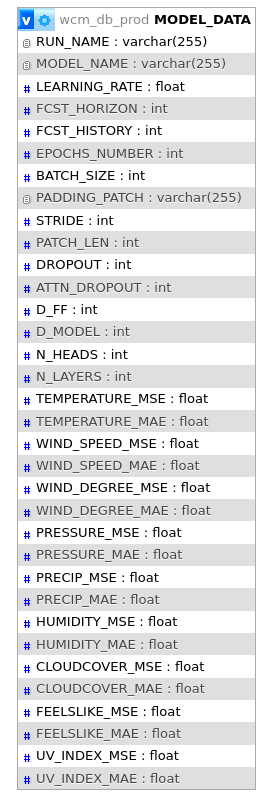 v wcm_db_prod MODEL_DATA
RUN_NAME : varchar(255)
MODEL_NAME : varchar(255)
# LEARNING_RATE : float
# FCST_HORIZON : int
# FCST_HISTORY : int
# EPOCHS_NUMBER : int
# BATCH_SIZE : int
PADDING_PATCH : varchar(255)
# STRIDE : int
# PATCH_LEN : int
# DROPOUT : int
# ATTN_DROPOUT : int
# D_FF : int
# D_MODEL : int
# N_HEADS : int
# N_LAYERS : int
# TEMPERATURE_MSE : float
# TEMPERATURE_MAE : float
# WIND_SPEED_MSE : float
# WIND_SPEED_MAE : float
# WIND_DEGREE_MSE : float
# WIND_DEGREE_MAE : float
# PRESSURE_MSE : float
# PRESSURE_MAE : float
# PRECIP_MSE : float
# PRECIP_MAE : float
# HUMIDITY_MSE : float
# HUMIDITY_MAE : float
# CLOUDCOVER_MSE : float
# CLOUDCOVER_MAE : float
# FEELSLIKE_MSE : float
# FEELSLIKE_MAE : float
# UV_INDEX_MSE : float
# UV_INDEX_MAE : float